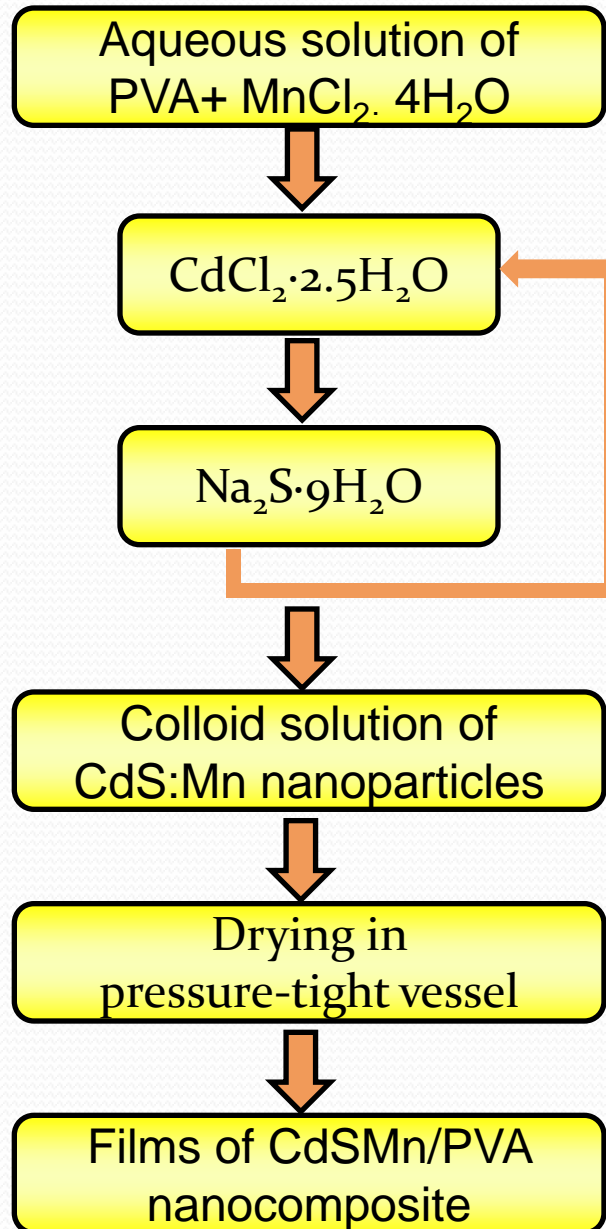 Aqueous solution of
PVA+ MnCl₂. 4H₂O
CdCl₂·2.5H₂O
Na₂S·9H₂O
Colloid solution of
CdS:Mn nanoparticles
Drying in
pressure-tight vessel
Films of CdSMn/PVA
nanocomposite